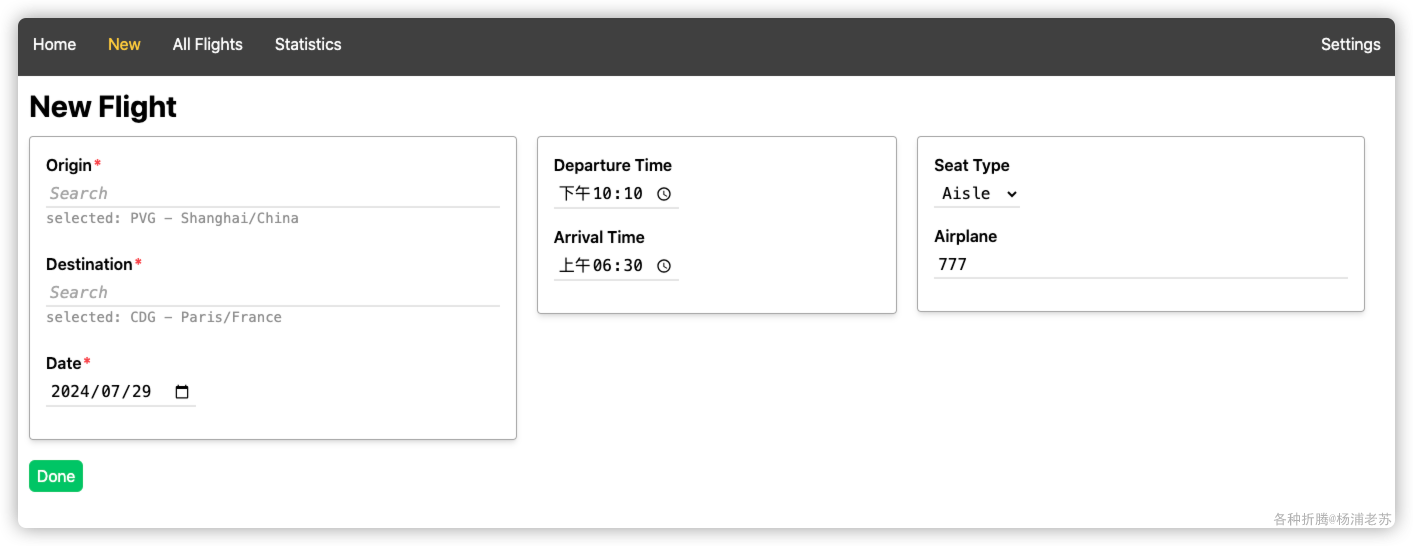 Home New All Flights Statistics Settings
New Flight
Origin*
Search
selected: PVG - Shanghai/China
Destination*
Search
selected: CDG - Paris/France
Date*
2024/07/29
Departure Time
下午10:10
Arrival Time
上午06:30
Seat Type
Aisle
Airplane
777
Done
各种折腾@杨浦老苏